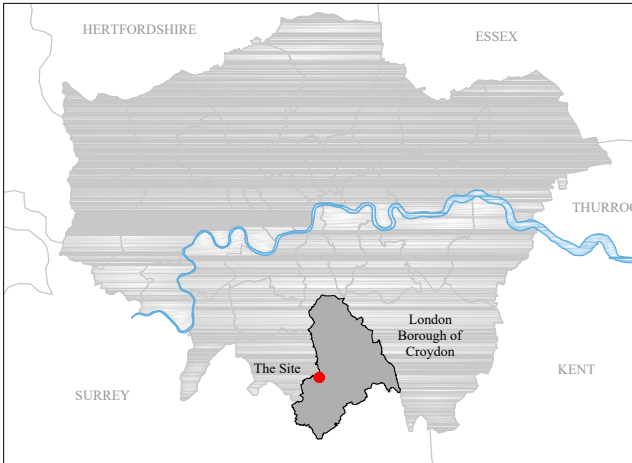 HERTFORDSHIRE
ESSEX
THURROC
London
Borough of
Croydon
The Site
KENT
SURREY